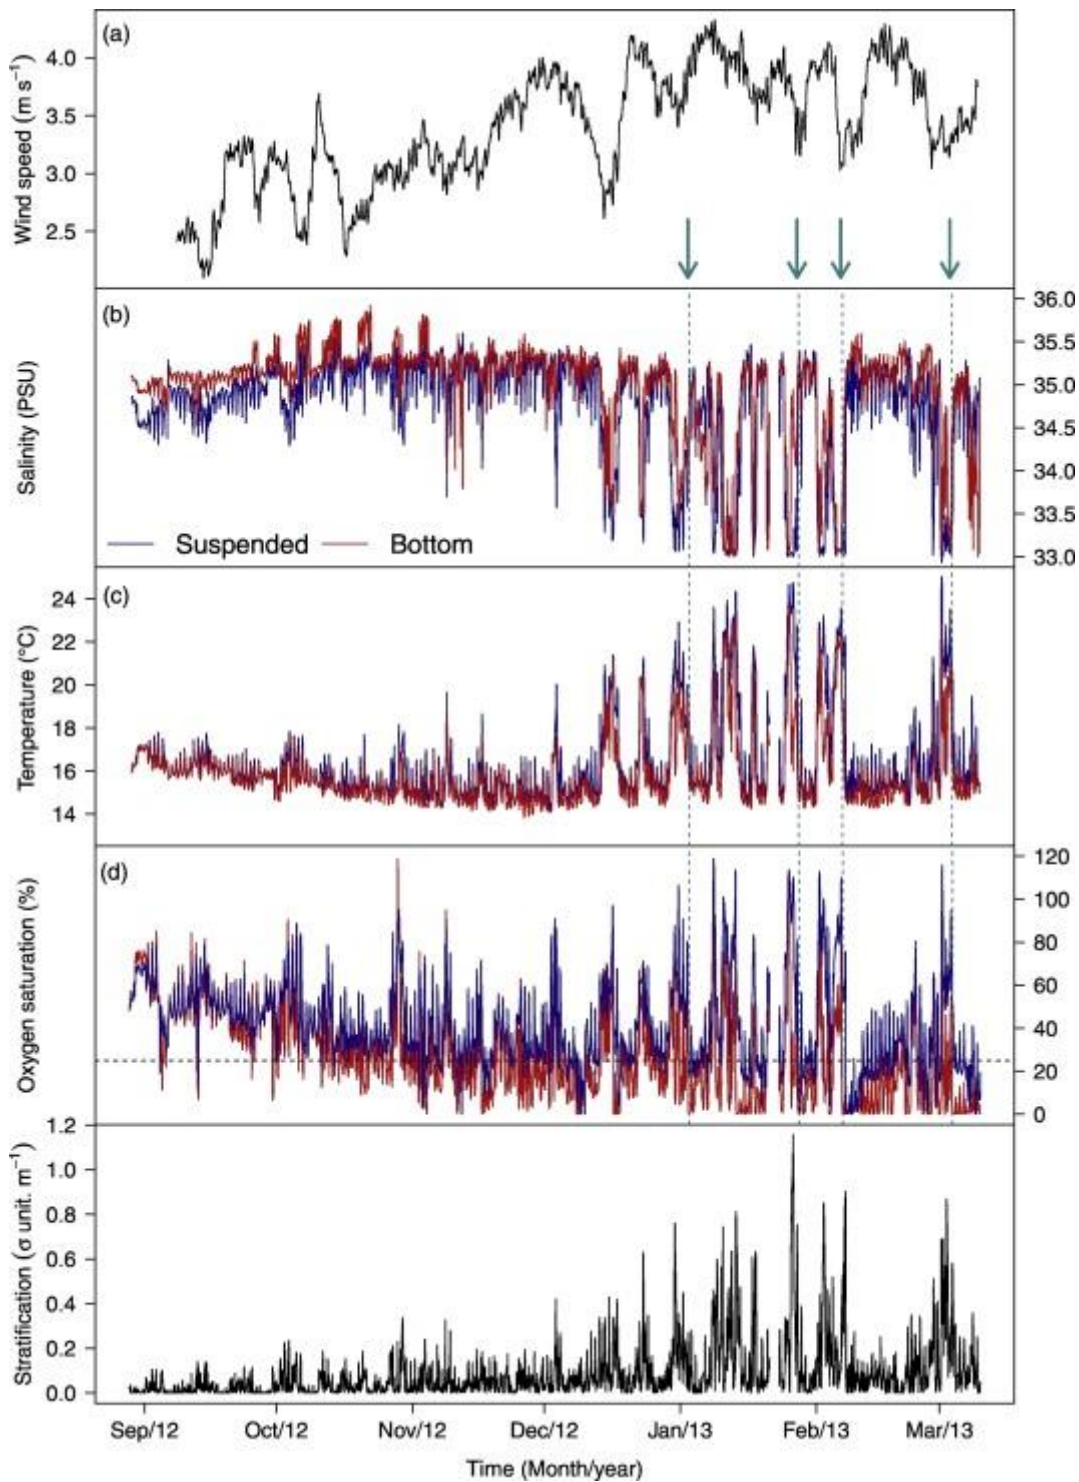 (a)
Wind speed (m s⁻¹)
4.0
3.5
3.0
2.5
(b)
Salinity (PSU)
36.0
35.5
35.0
34.5
34.0
33.5
33.0
Suspended
Bottom
(c)
Temperature (°C)
24
22
20
18
16
14
(d)
Oxygen saturation (%)
120
100
80
60
40
20
0
Stratification (σ unit. m⁻¹)
1.2
1.0
0.8
0.6
0.4
0.2
0.0
Sep/12 Oct/12 Nov/12 Dec/12 Jan/13 Feb/13 Mar/13
Time (Month/year)